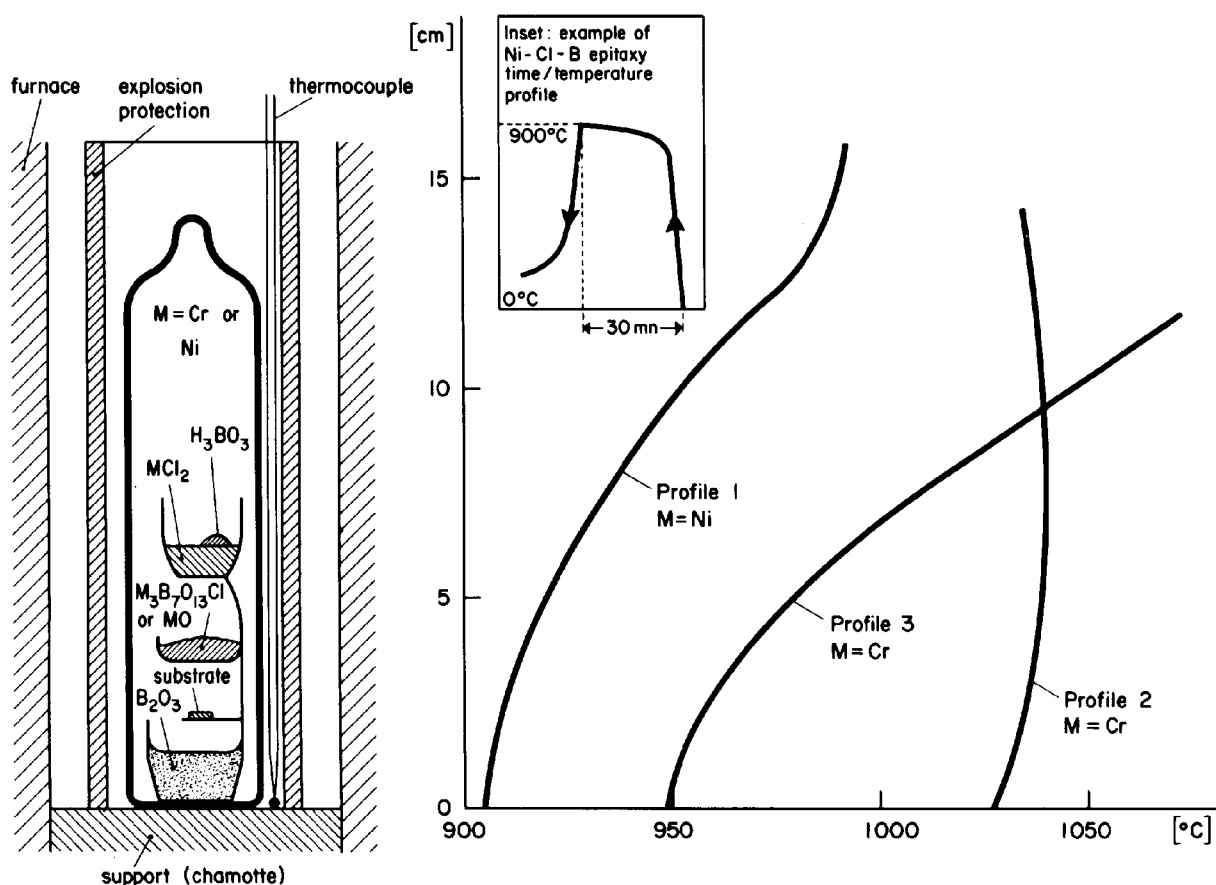 furnace
explosion
protection
thermocouple
M = Cr or
Ni
H₃BO₃
MCl₂
M₃B₇O₁₃Cl
or MO
substrate
B₂O₃
support (chamotte)
[cm]
15
10
5
0
900
950
1000
1050
[°C]
Inset: example of
Ni-Cl-B epitaxy
time/temperature
profile
900°C
0°C
30 mn
Profile 1
M=Ni
Profile 3
M=Cr
Profile 2
M=Cr